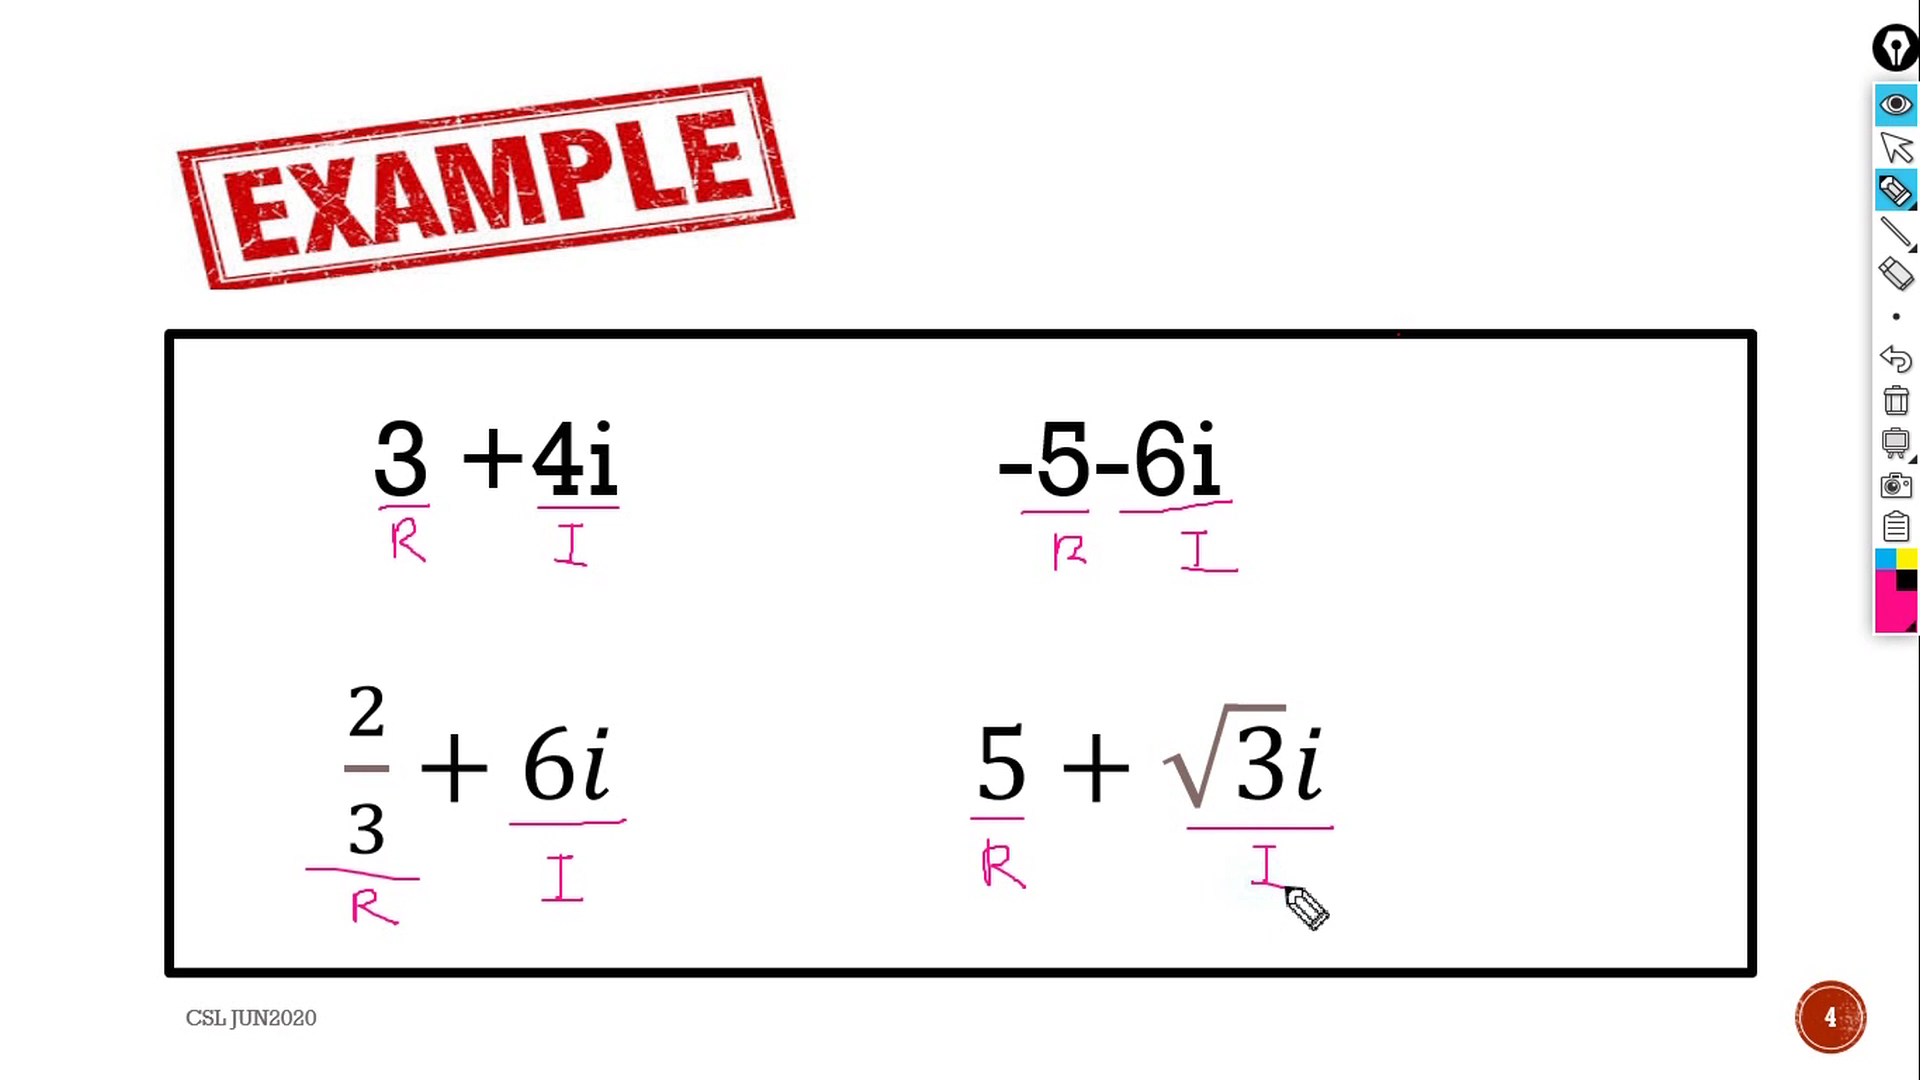 EXAMPLE
3 +4i
R I
-5-6i
R I
2/3 + 6i
R I
5 + √3i
R I
CSL JUN2020
4